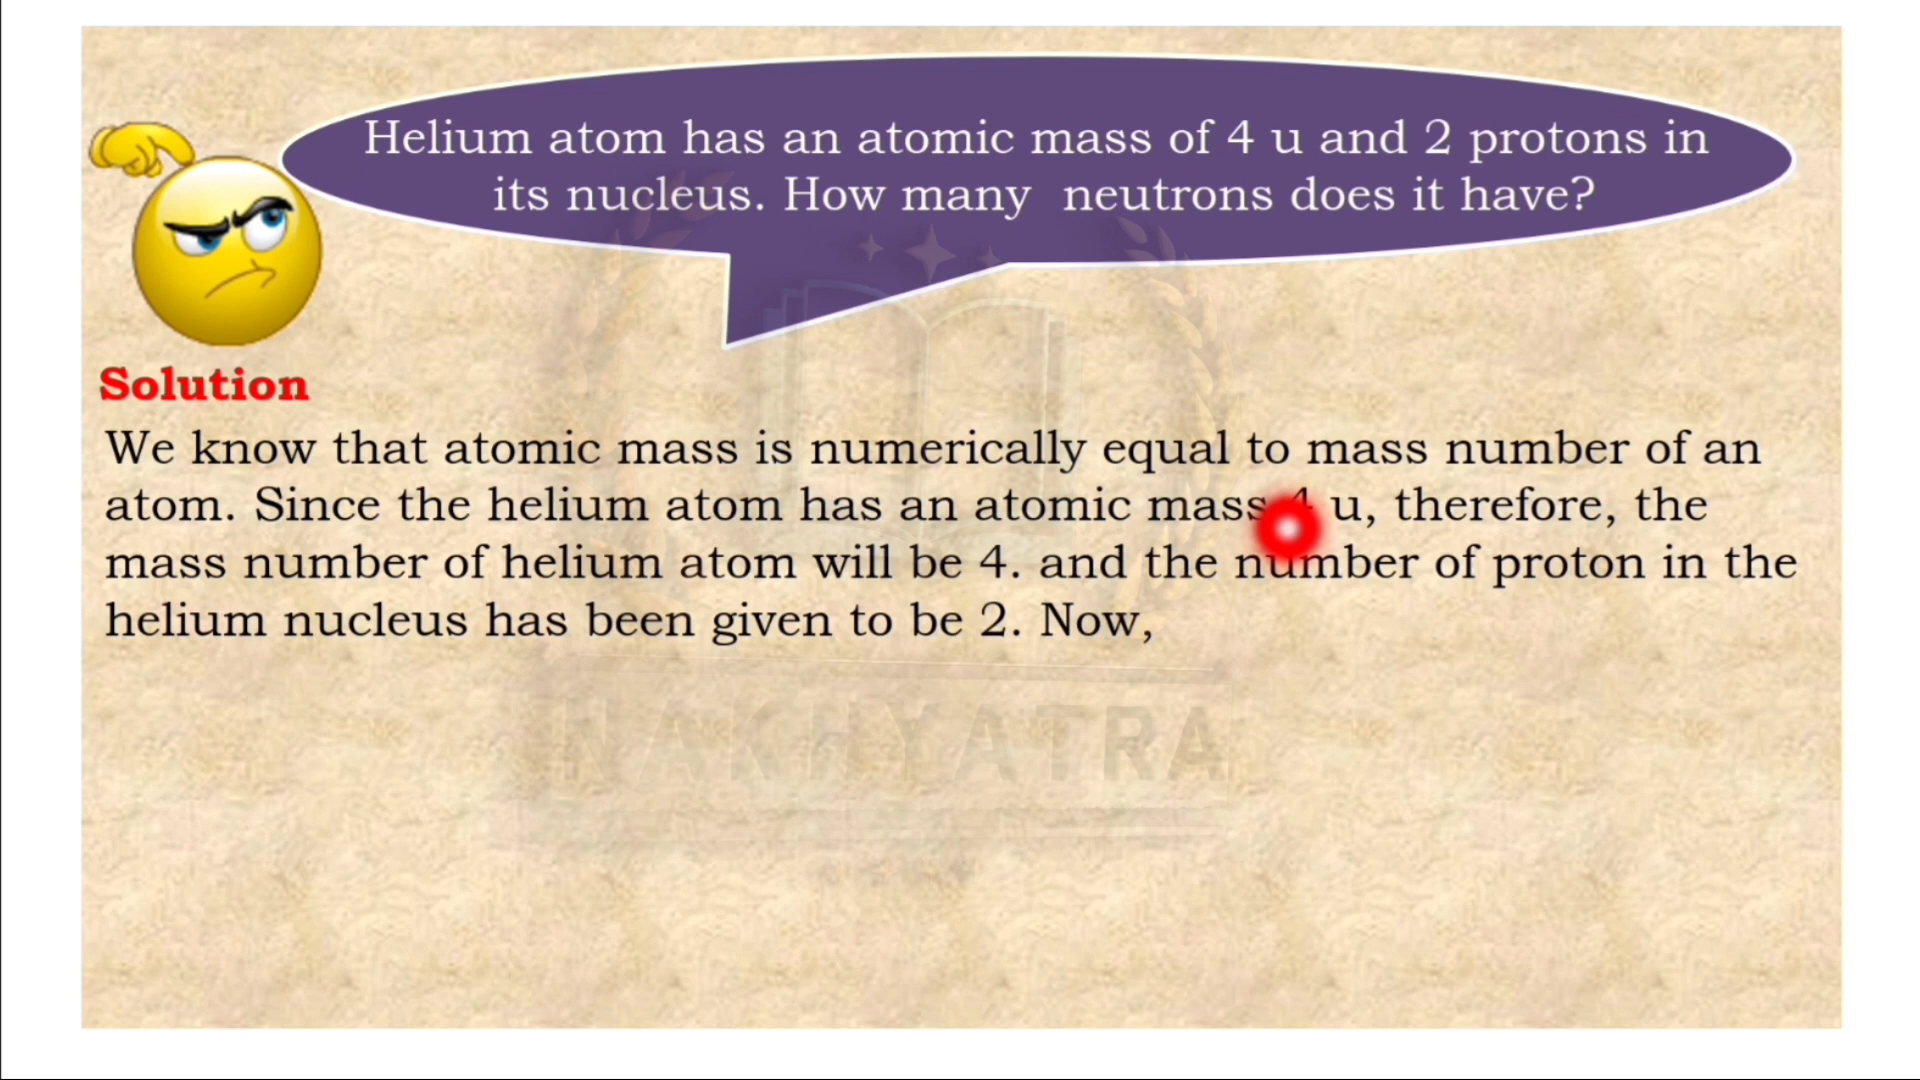 Helium atom has an atomic mass of 4 u and 2 protons in
its nucleus. How many neutrons does it have?
Solution
We know that atomic mass is numerically equal to mass number of an
atom. Since the helium atom has an atomic mass 4 u, therefore, the
mass number of helium atom will be 4. and the number of proton in the
helium nucleus has been given to be 2. Now,
NAKHYATRA